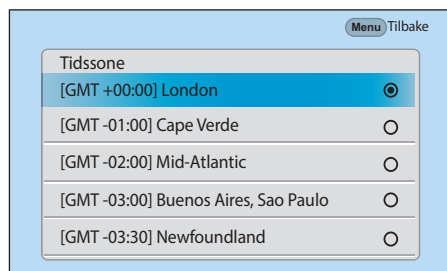 Menu Tilbake
Tidssone
[GMT +00:00] London
[GMT -01:00] Cape Verde
[GMT -02:00] Mid-Atlantic
[GMT -03:00] Buenos Aires, Sao Paulo
[GMT -03:30] Newfoundland